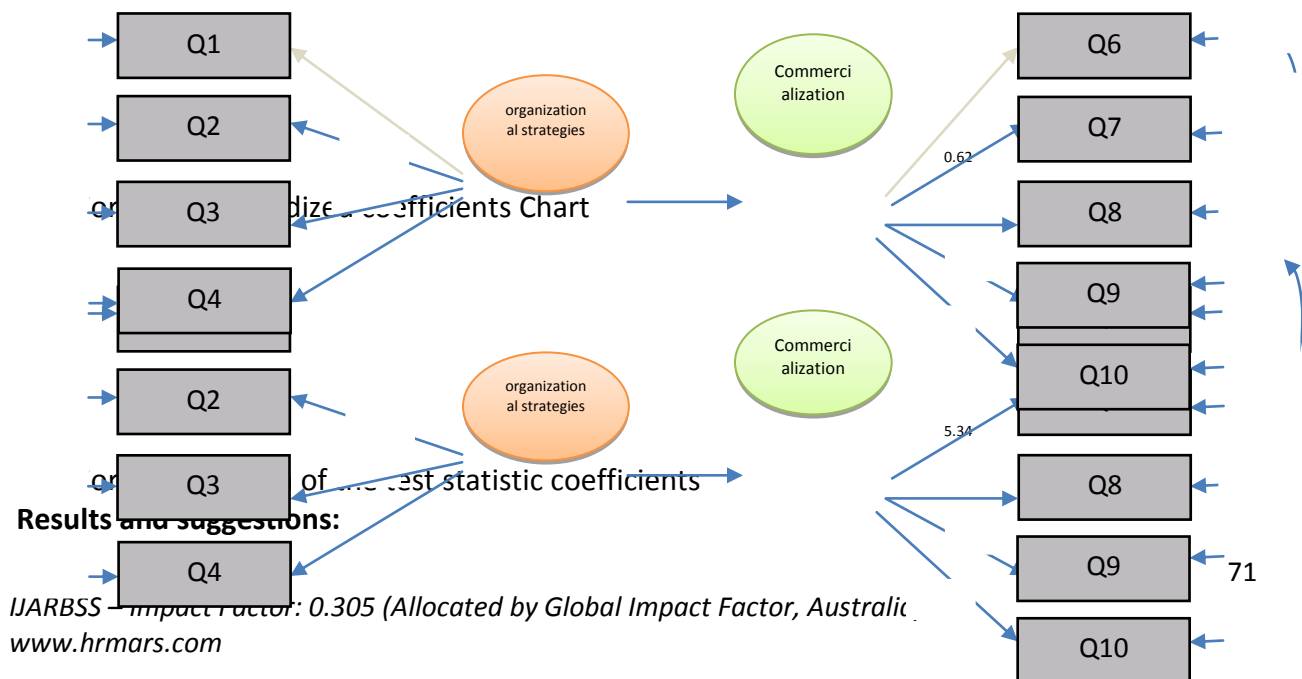 Q1
Q6
Commerci
alization
organization
al strategies
Q2
Q7
0.62
Q3
Q8
coefficients Chart
Q4
Q9
Commerci
alization
organization
al strategies
Q2
Q10
5.34
Q3
of the test statistic coefficients
Q8
Results and suggestions:
Q4
Q9
71
IJARBSS – Impact Factor: 0.305 (Allocated by Global Impact Factor,
www.hrmars.com
Q10